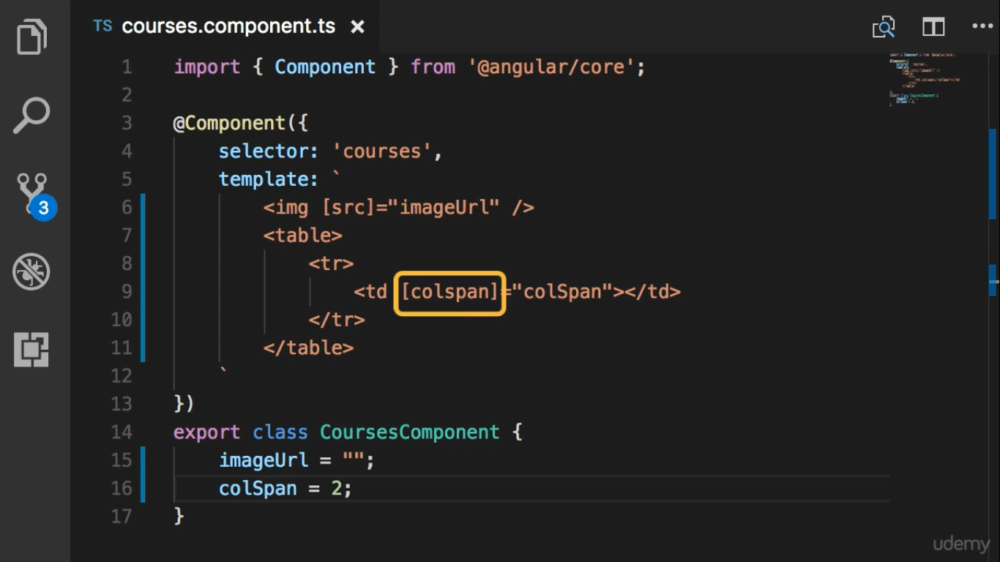 TS courses.component.ts ×
3
1 import { Component } from '@angular/core';
2
3 @Component({
4 selector: 'courses',
5 template: `
6 <img [src]="imageUrl" />
7 <table>
8 <tr>
9 <td [colspan]="colSpan"></td>
10 </tr>
11 </table>
12 `
13 })
14 export class CoursesComponent {
15 imageUrl = "";
16 colSpan = 2;
17 }
udemy